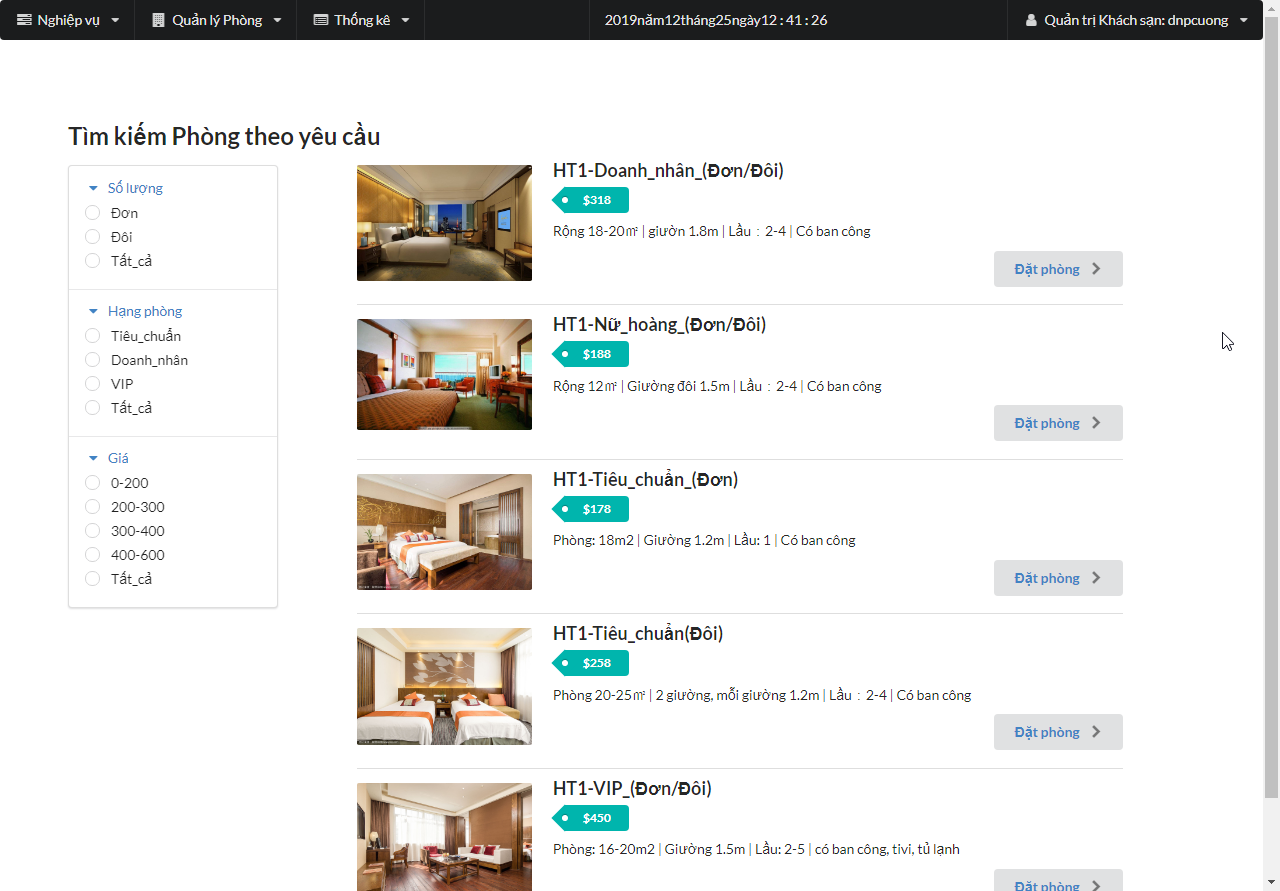 Nghiệp vụ
Quản lý Phòng
Thống kê
2019năm12tháng25ngày12 : 41 : 26
Quản trị Khách sạn: dnpcuong
Tìm kiếm Phòng theo yêu cầu
Số lượng
Đơn
Đôi
Tất_cả
Hạng phòng
Tiêu_chuẩn
Doanh_nhân
VIP
Tất_cả
Giá
0-200
200-300
300-400
400-600
Tất_cả
HT1-Doanh_nhân_(Đơn/Đôi)
$318
Rộng 18-20㎡ | giườn 1.8m | Lầu：2-4 | Có ban công
Đặt phòng
HT1-Nữ_hoàng_(Đơn/Đôi)
$188
Rộng 12㎡ | Giường đôi 1.5m | Lầu：2-4 | Có ban công
Đặt phòng
HT1-Tiêu_chuẩn_(Đơn)
$178
Phòng: 18m2 | Giường 1.2m | Lầu: 1 | Có ban công
Đặt phòng
HT1-Tiêu_chuẩn(Đôi)
$258
Phòng 20-25㎡ | 2 giường, mỗi giường 1.2m | Lầu：2-4 | Có ban công
Đặt phòng
HT1-VIP_(Đơn/Đôi)
$450
Phòng: 16-20m2 | Giường 1.5m | Lầu: 2-5 | có ban công, tivi, tủ lạnh
Đặt phòng